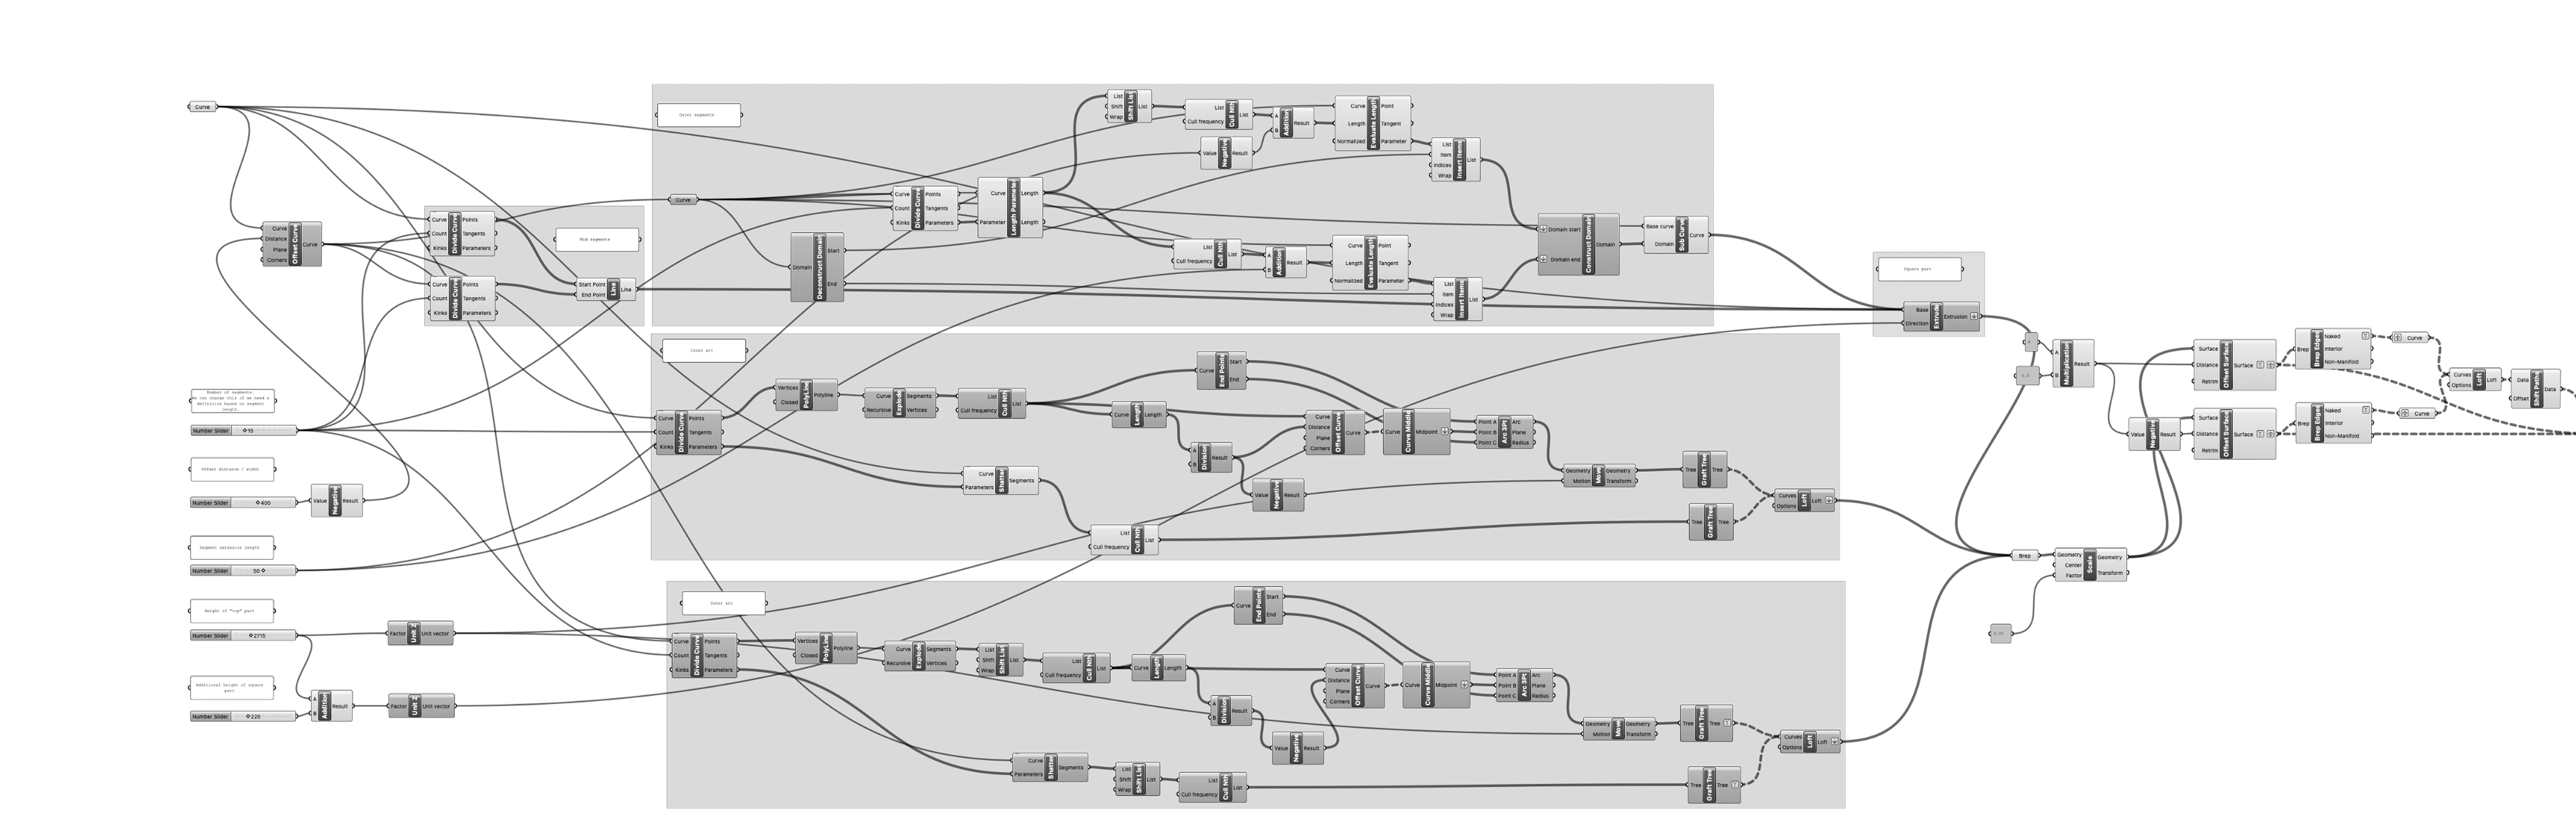 Curve
Curve
Distance
Plane
Corners
Offset Curve
Curve
Number of segments.
We can change this if we need a
definition based on segment
length.
Number Slider
15
Offset distance / width
Number Slider
400
Value
Negative
Result
Segment extension length
Number Slider
50
Height of "top" part
Number Slider
2715
Factor
Unit Z
Unit vector
Additional height of square
part
Number Slider
220
A
B
Addition
Result
Factor
Unit Z
Unit vector
Curve
Count
Kinks
Divide Curve
Points
Tangents
Parameters
Mid segments
Curve
Count
Kinks
Divide Curve
Points
Tangents
Parameters
Start Point
End Point
Line
Line
Outer segments
Curve
Domain
Deconstruct Domain
Start
End
Curve
Count
Kinks
Divide Curve
Points
Tangents
Parameters
Curve
Parameter
Length Parameter
Length
Length
List
Shift
Wrap
Shift List
List
List
Cull frequency
Cull Nth
List
Value
Negative
Result
A
B
Addition
Result
Curve
Length
Normalized
Evaluate Length
Point
Tangent
Parameter
List
Item
Indices
Wrap
Insert Items
List
List
Cull frequency
Cull Nth
List
A
B
Addition
Result
Curve
Length
Normalized
Evaluate Length
Point
Tangent
Parameter
List
Item
Indices
Wrap
Insert Items
List
Domain start
Domain end
Construct Domain
Domain
Base curve
Domain
Sub Curve
Curve
Square part
Base
Direction
Extrude
Extrusion
Inner arc
Curve
Count
Kinks
Divide Curve
Points
Tangents
Parameters
Vertices
Closed
PolyLine
Polyline
Curve
Recursive
Explode
Segments
Vertices
List
Cull frequency
Cull Nth
List
Curve
Parameters
Shatter
Segments
List
Cull frequency
Cull Nth
List
Curve
Length
Length
Curve
End Points
Start
End
A
B
Division
Result
Value
Negative
Result
Curve
Distance
Plane
Corners
Offset Curve
Curve
Curve
Curve Middle
Midpoint
Point A
Point B
Point C
Arc 3Pt
Arc
Plane
Radius
Geometry
Motion
Move
Geometry
Transform
Tree
Graft Tree
Tree
Tree
Graft Tree
Tree
Curves
Options
Loft
Loft
Outer arc
Curve
Count
Kinks
Divide Curve
Points
Tangents
Parameters
Vertices
Closed
PolyLine
Polyline
Curve
Recursive
Explode
Segments
Vertices
List
Shift
Wrap
Shift List
List
List
Cull frequency
Cull Nth
List
Curve
Length
Length
Curve
End Points
Start
End
A
B
Division
Result
Value
Negative
Result
Curve
Distance
Plane
Corners
Offset Curve
Curve
Curve
Curve Middle
Midpoint
Point A
Point B
Point C
Arc 3Pt
Arc
Plane
Radius
Geometry
Motion
Move
Geometry
Transform
Curve
Parameters
Shatter
Segments
List
Shift
Wrap
Shift List
List
List
Cull frequency
Cull Nth
List
Tree
Graft Tree
Tree
Tree
Graft Tree
Tree
Curves
Options
Loft
Loft
A
B
Multiplication
Result
Brep
Geometry
Center
Factor
Scale
Geometry
Transform
Value
Negative
Result
Surface
Distance
Retrim
Offset Surface
Surface
Surface
Distance
Retrim
Offset Surface
Surface
Brep
Brep Edges
Naked
Interior
Non-Manifold
Brep
Brep Edges
Naked
Interior
Non-Manifold
Curve
Curve
Curves
Options
Loft
Loft
Data
Offset
Shift Paths
Data